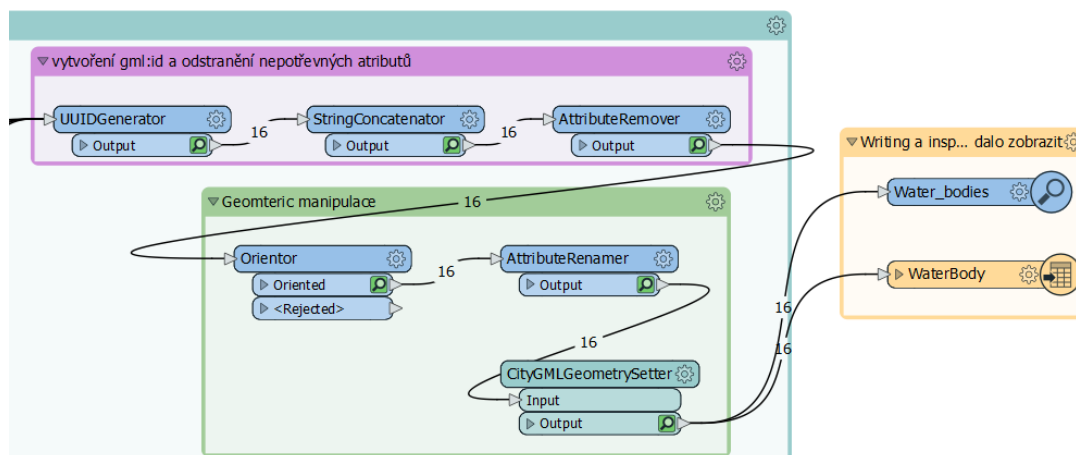 vytvoření gml:id a odstranění nepotřevných atributů
UUIDGenerator
Output
16
StringConcatenator
Output
16
AttributeRemover
Output
Writing a insp... dalo zobrazit
Water_bodies
WaterBody
16
Geomteric manipulace
Orientor
Oriented
<Rejected>
16
AttributeRenamer
Output
16
CityGMLGeometrySetter
Input
Output
16
16